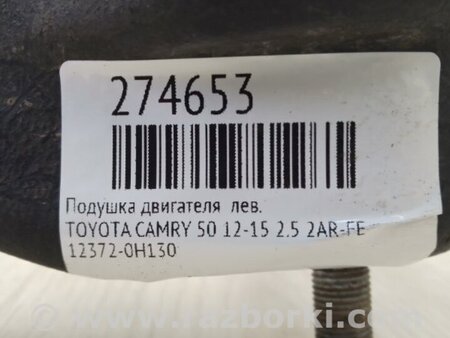 274653
Подушка двигателя лев.
TOYOTA CAMRY 50 12-15 2.5 2AR-FE
12372-0H130
www.razborki.com